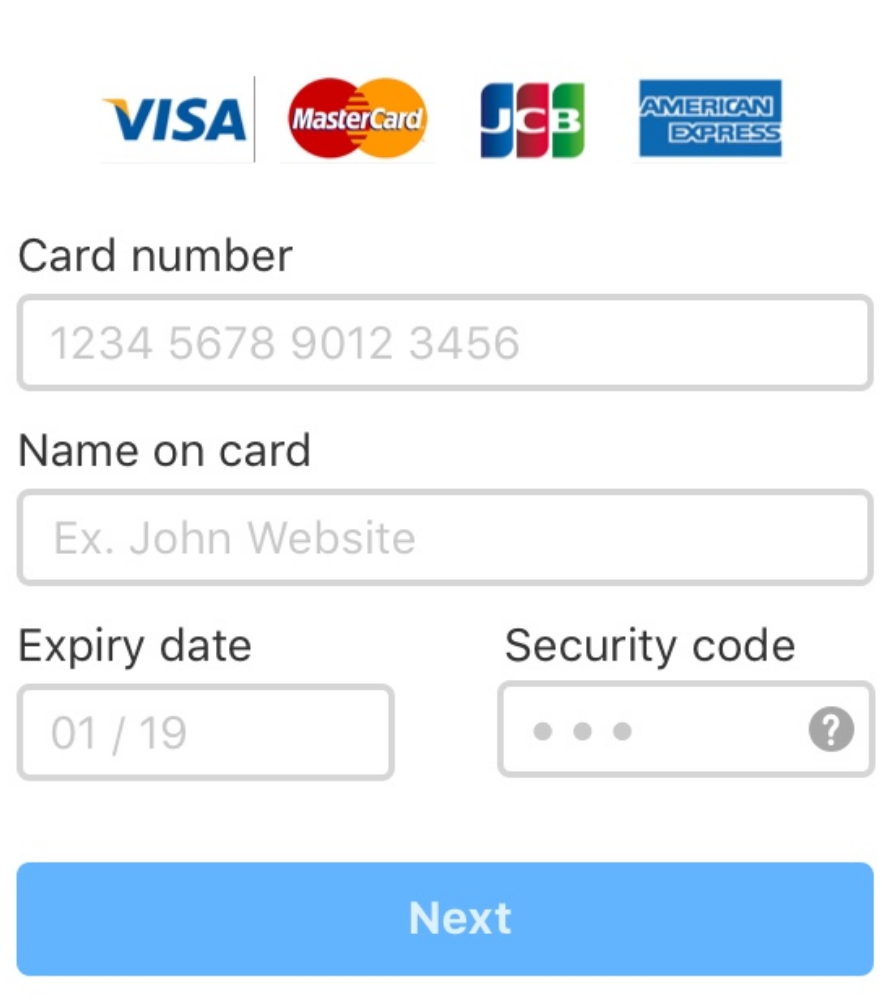 VISA MasterCard JCB AMERICAN EXPRESS
Card number
1234 5678 9012 3456
Name on card
Ex. John Website
Expiry date Security code
01 / 19 • • • ?
Next